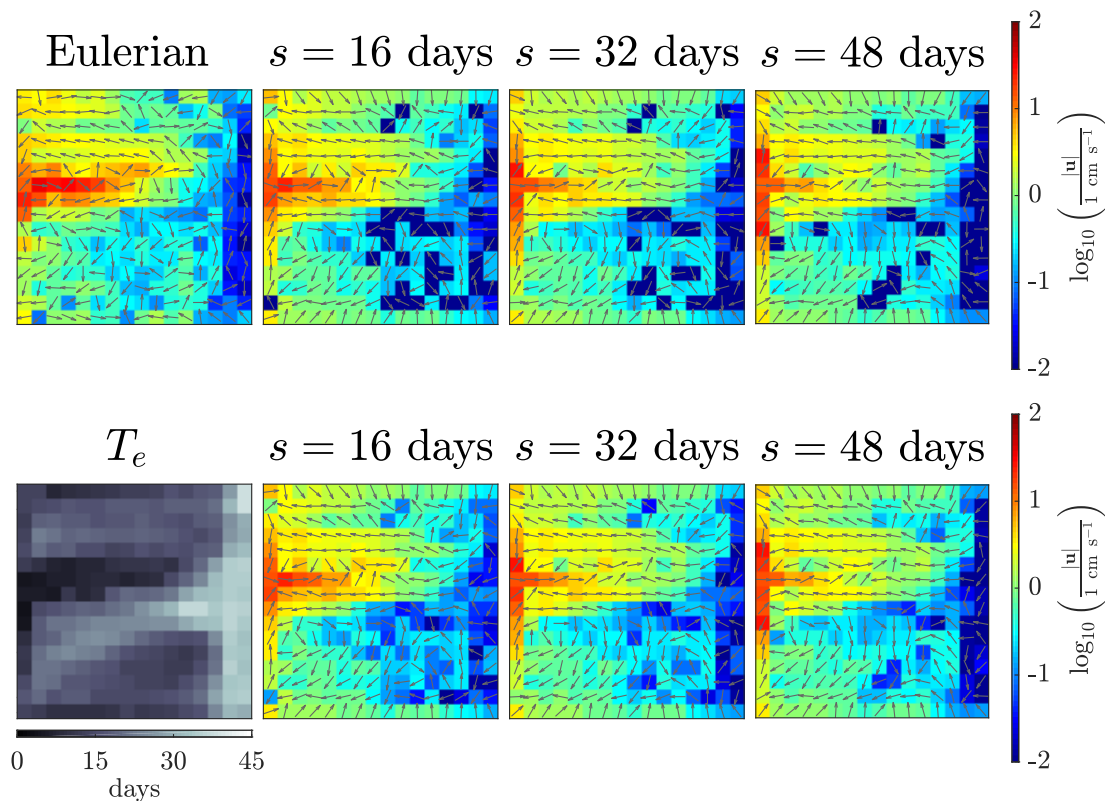 Eulerian
s = 16 days
s = 32 days
s = 48 days
2
1
0
-1
-2
log10 ( |u| / 1 cm s−1 )
Te
s = 16 days
s = 32 days
s = 48 days
2
1
0
-1
-2
log10 ( |u| / 1 cm s−1 )
0 15 30 45
days